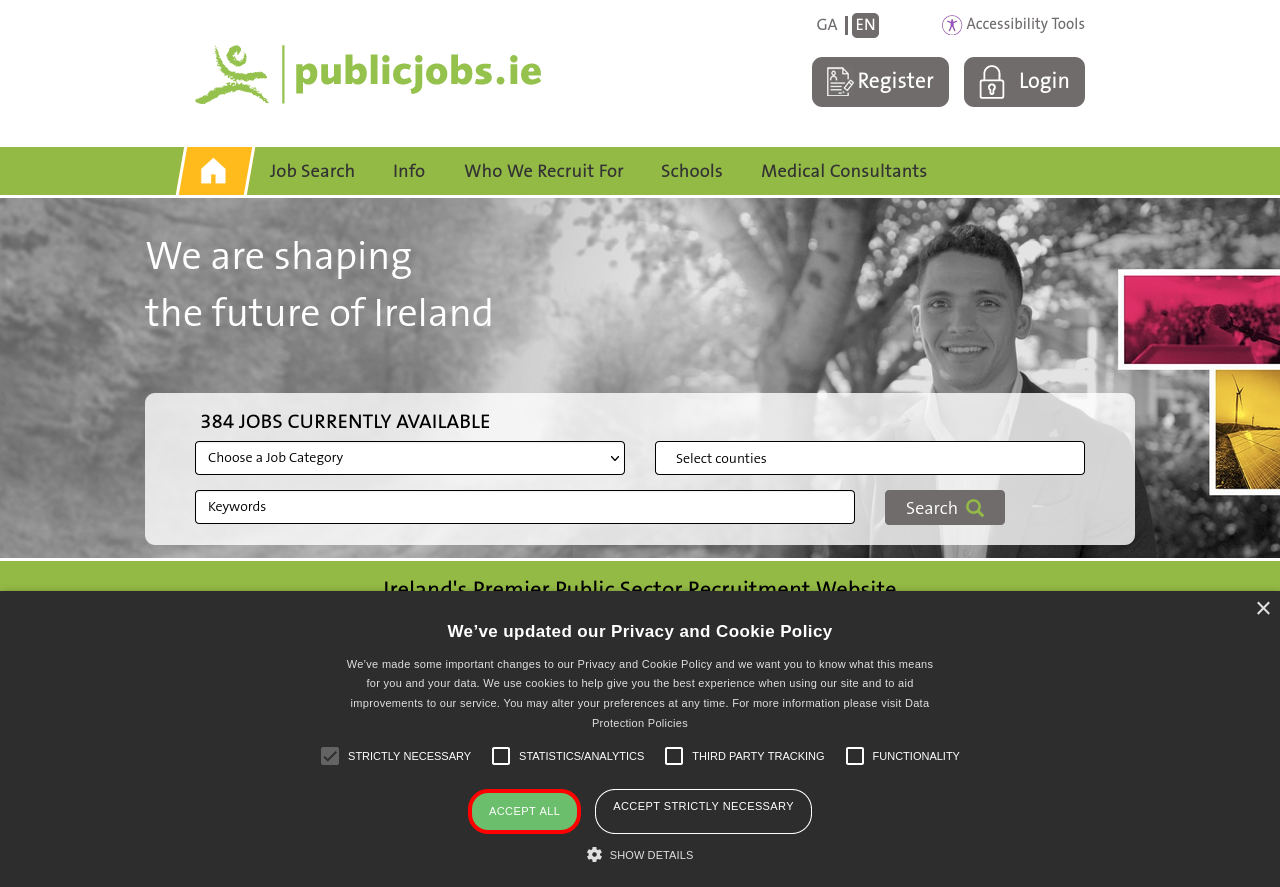 GA
EN
Accessibility Tools
publicjobs.ie
Register
Login
Job Search
Info
Who We Recruit For
Schools
Medical Consultants
We are shaping
the future of Ireland
384 JOBS CURRENTLY AVAILABLE
Choose a Job Category
Select counties
Keywords
Search
Ireland's Premier Public Sector Recruitment Website
×
We’ve updated our Privacy and Cookie Policy
We’ve made some important changes to our Privacy and Cookie Policy and we want you to know what this means
for you and your data. We use cookies to help give you the best experience when using our site and to aid
improvements to our service. You may alter your preferences at any time. For more information please visit Data
Protection Policies
STRICTLY NECESSARY
STATISTICS/ANALYTICS
THIRD PARTY TRACKING
FUNCTIONALITY
ACCEPT ALL
ACCEPT STRICTLY NECESSARY
SHOW DETAILS